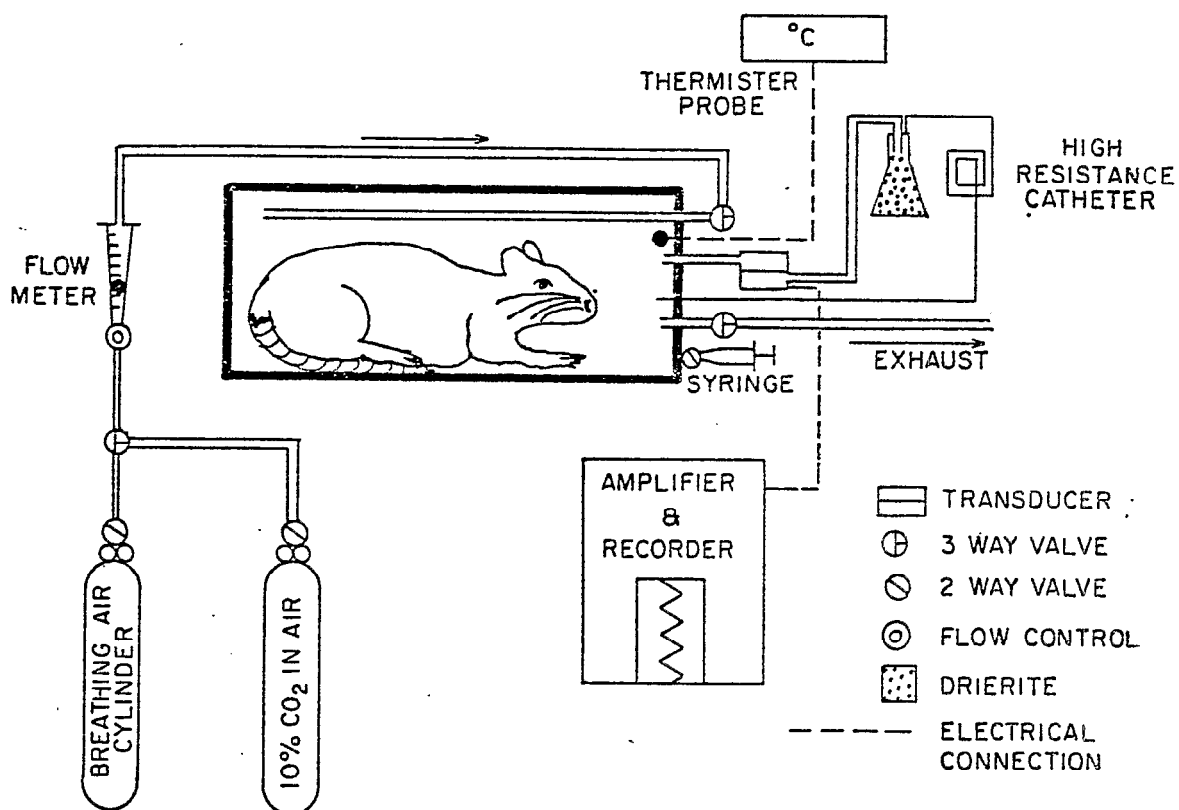 °C
THERMISTER
PROBE
HIGH
RESISTANCE
CATHETER
FLOW
METER
EXHAUST
SYRINGE
AMPLIFIER
&
RECORDER
BREATHING AIR
CYLINDER
10% CO₂ IN AIR
TRANSDUCER
3 WAY VALVE
2 WAY VALVE
FLOW CONTROL
DRIERITE
ELECTRICAL
CONNECTION